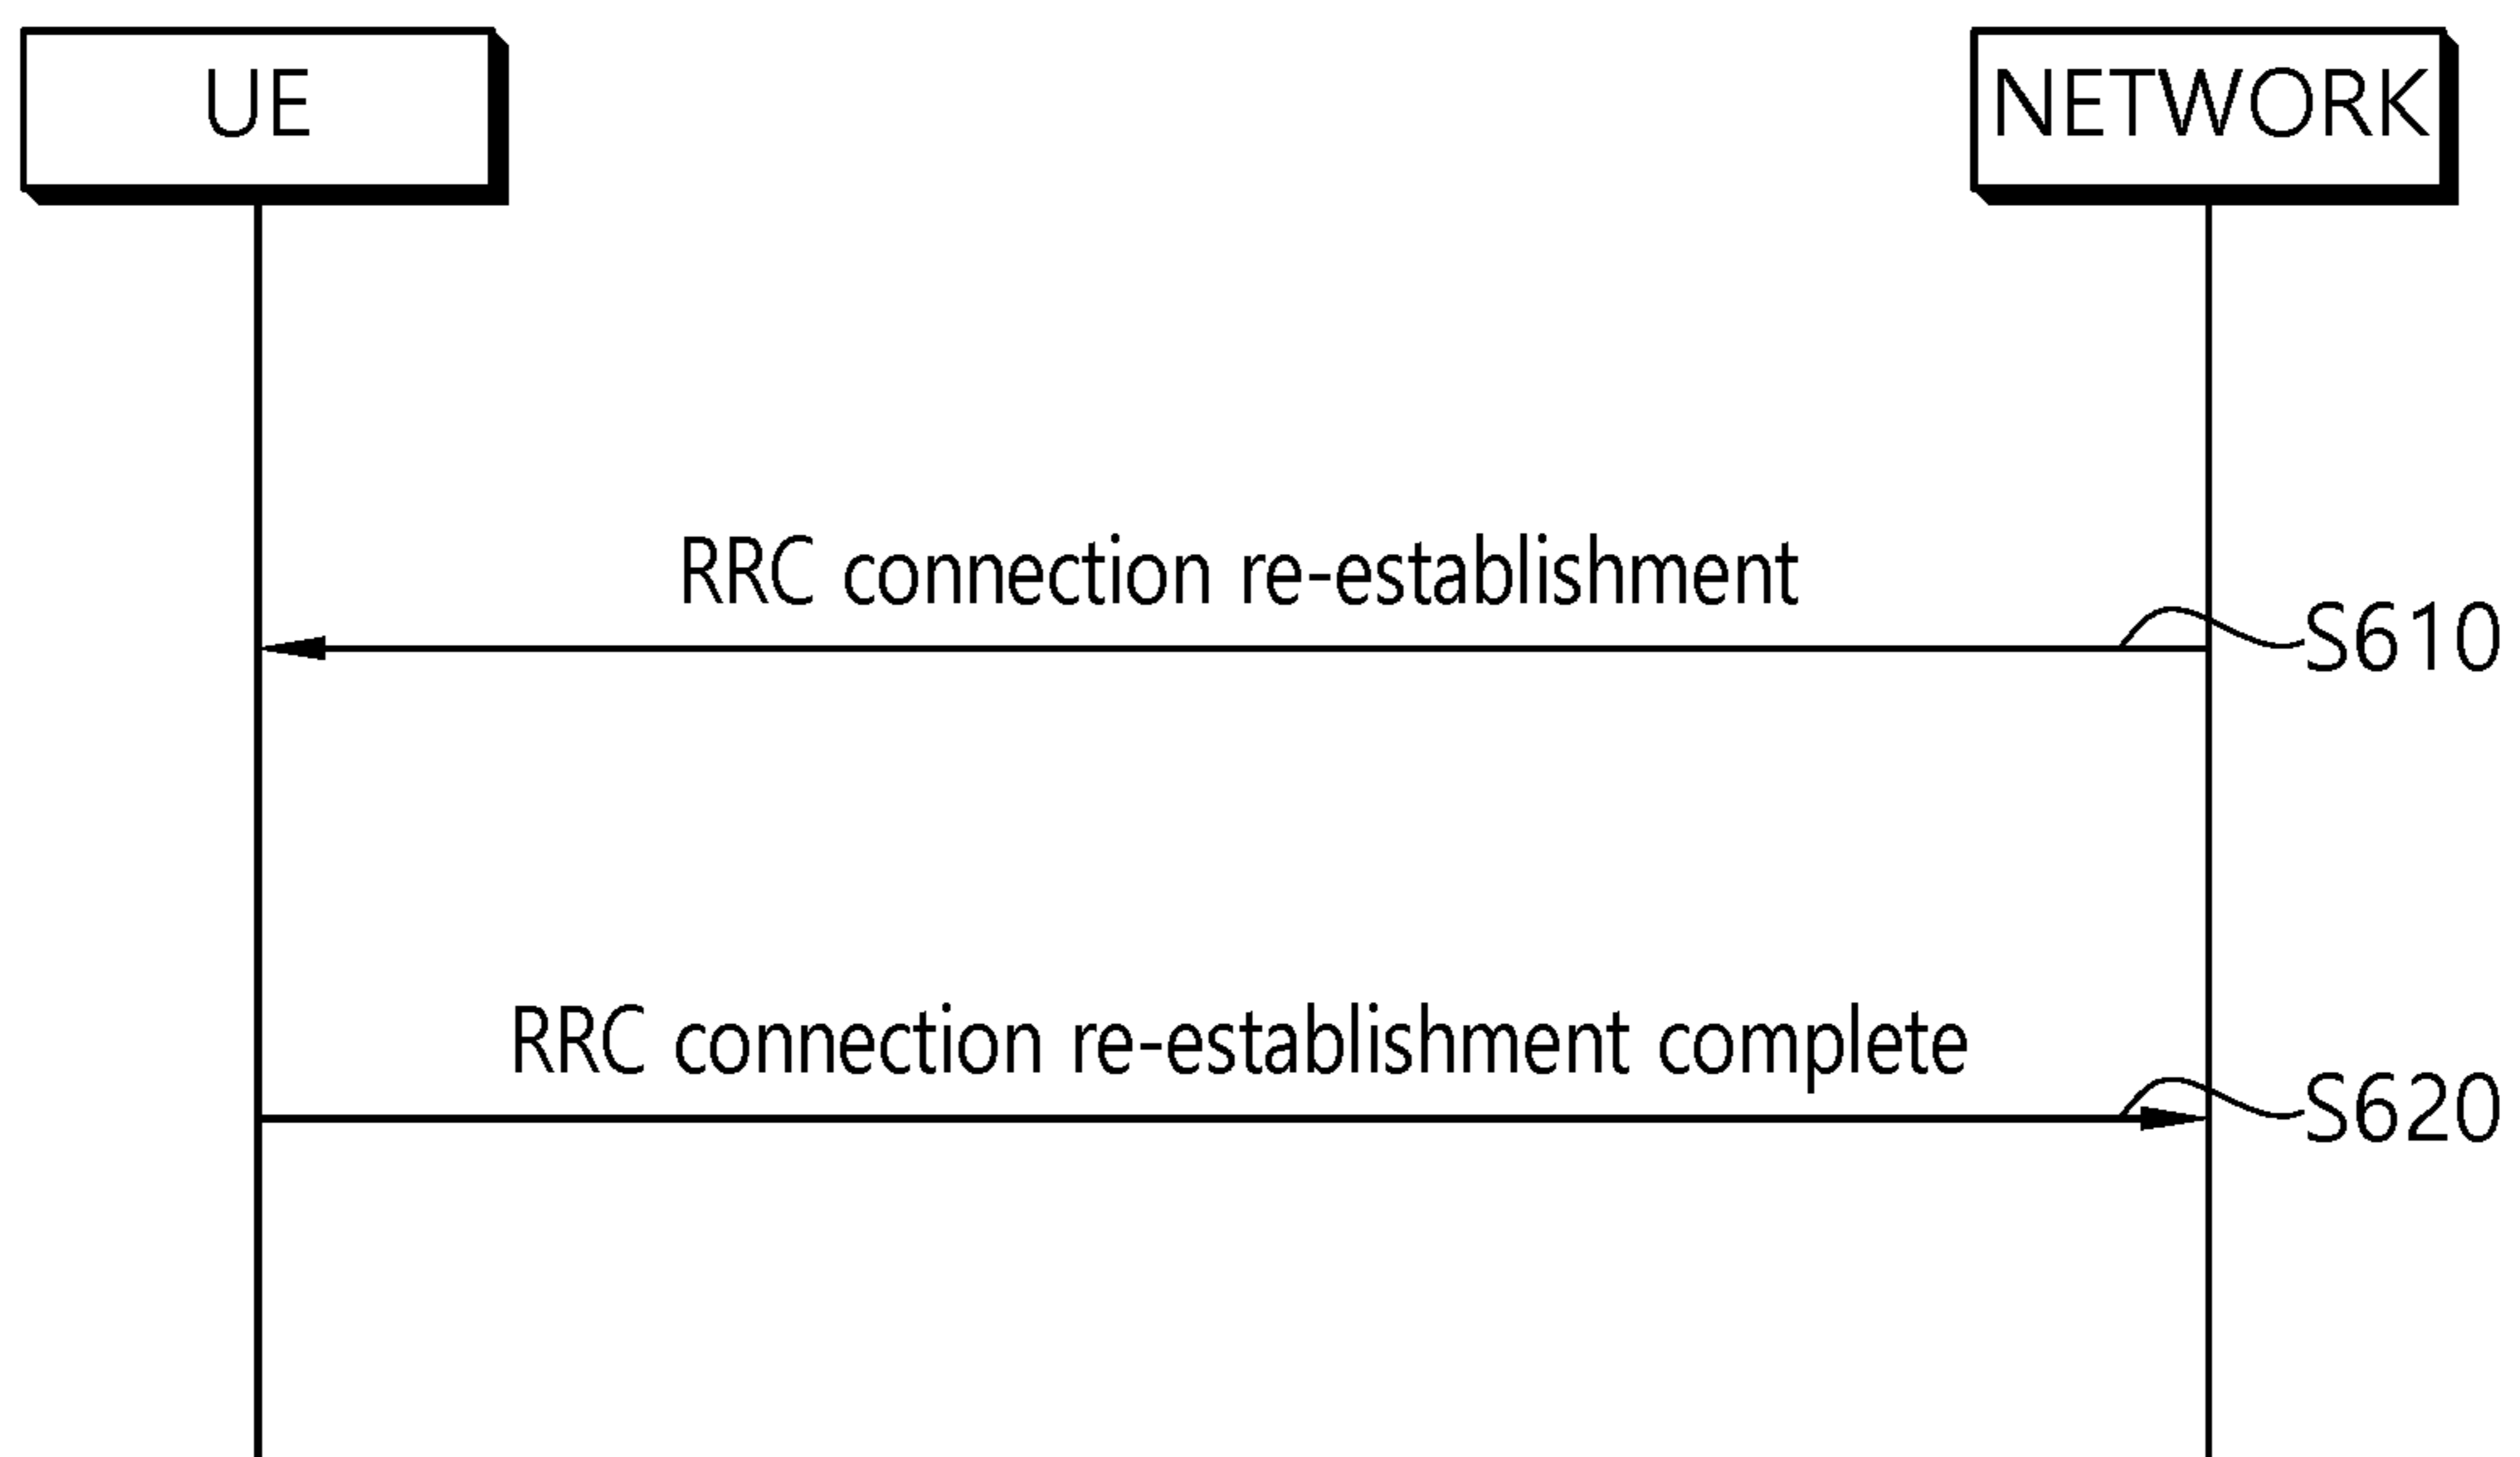 UE
NETWORK
RRC connection re-establishment
S610
RRC connection re-establishment complete
S620